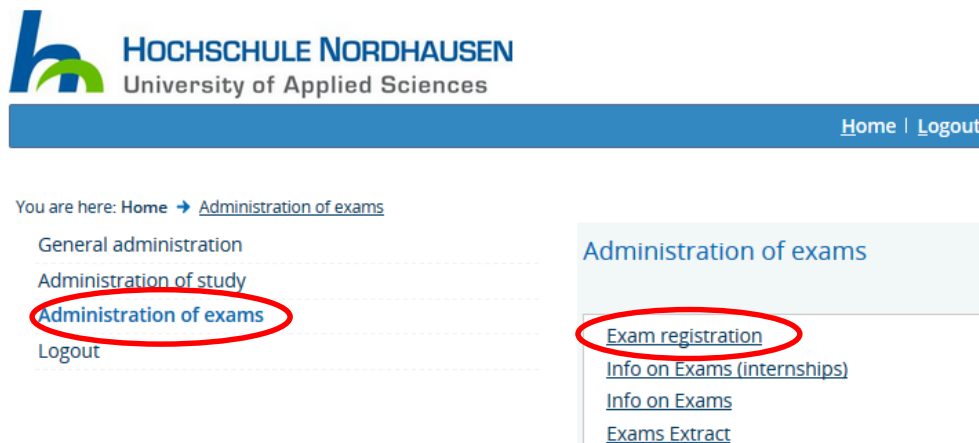 HOCHSCHULE NORDHAUSEN
University of Applied Sciences
Home | Logout
You are here: Home → Administration of exams
General administration
Administration of study
Administration of exams
Logout
Administration of exams
Exam registration
Info on Exams (internships)
Info on Exams
Exams Extract